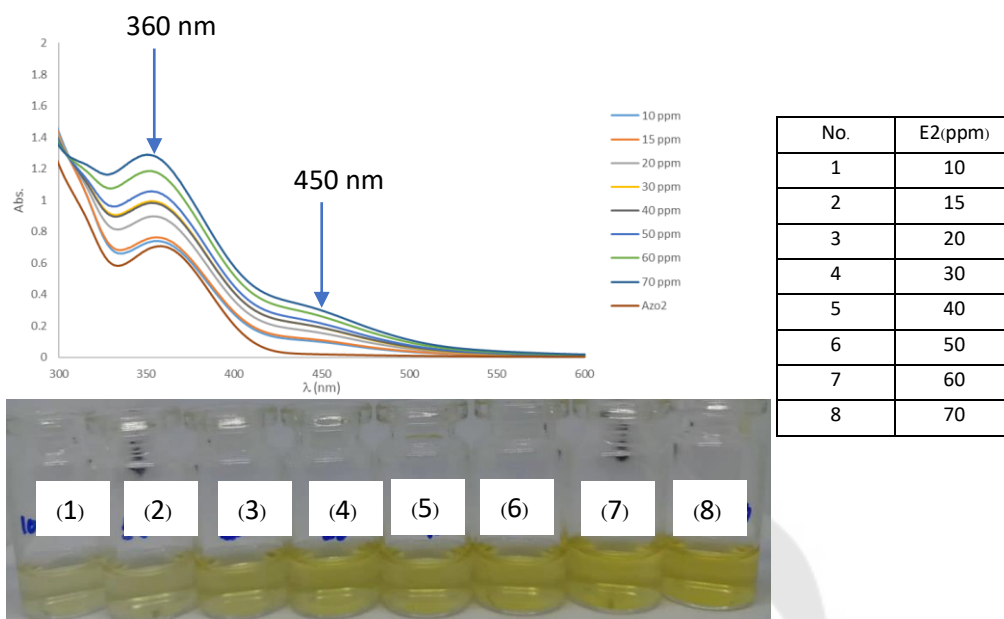 360 nm
450 nm
Abs.
2
1.8
1.6
1.4
1.2
1
0.8
0.6
0.4
0.2
0
300
350
400
450
500
550
600
λ (nm)
10 ppm
15 ppm
20 ppm
30 ppm
40 ppm
50 ppm
60 ppm
70 ppm
Azo2
No. E2(ppm)
1 10
2 15
3 20
4 30
5 40
6 50
7 60
8 70
(1) (2) (3) (4) (5) (6) (7) (8)